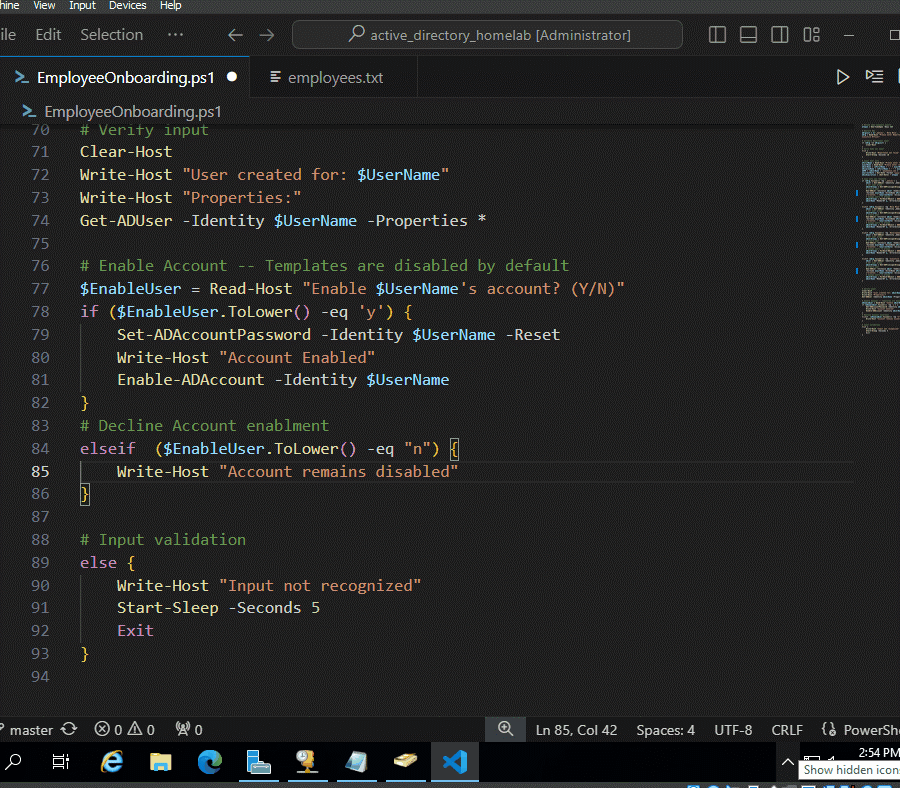 hine View Input Devices Help
ile Edit Selection ··· active_directory_homelab [Administrator]
EmployeeOnboarding.ps1 employees.txt
EmployeeOnboarding.ps1
70 # Verify input
71 Clear-Host
72 Write-Host "User created for: $UserName"
73 Write-Host "Properties:"
74 Get-ADUser -Identity $UserName -Properties *
75
76 # Enable Account -- Templates are disabled by default
77 $EnableUser = Read-Host "Enable $UserName's account? (Y/N)"
78 if ($EnableUser.ToLower() -eq 'y') {
79 Set-ADAccountPassword -Identity $UserName -Reset
80 Write-Host "Account Enabled"
81 Enable-ADAccount -Identity $UserName
82 }
83 # Decline Account enablment
84 elseif  ($EnableUser.ToLower() -eq "n") {
85 Write-Host "Account remains disabled"
86 }
87
88 # Input validation
89 else {
90 Write-Host "Input not recognized"
91 Start-Sleep -Seconds 5
92 Exit
93 }
94
master 0 0 0 Ln 85, Col 42 Spaces: 4 UTF-8 CRLF PowerShe
2:54 PM
Show hidden icons